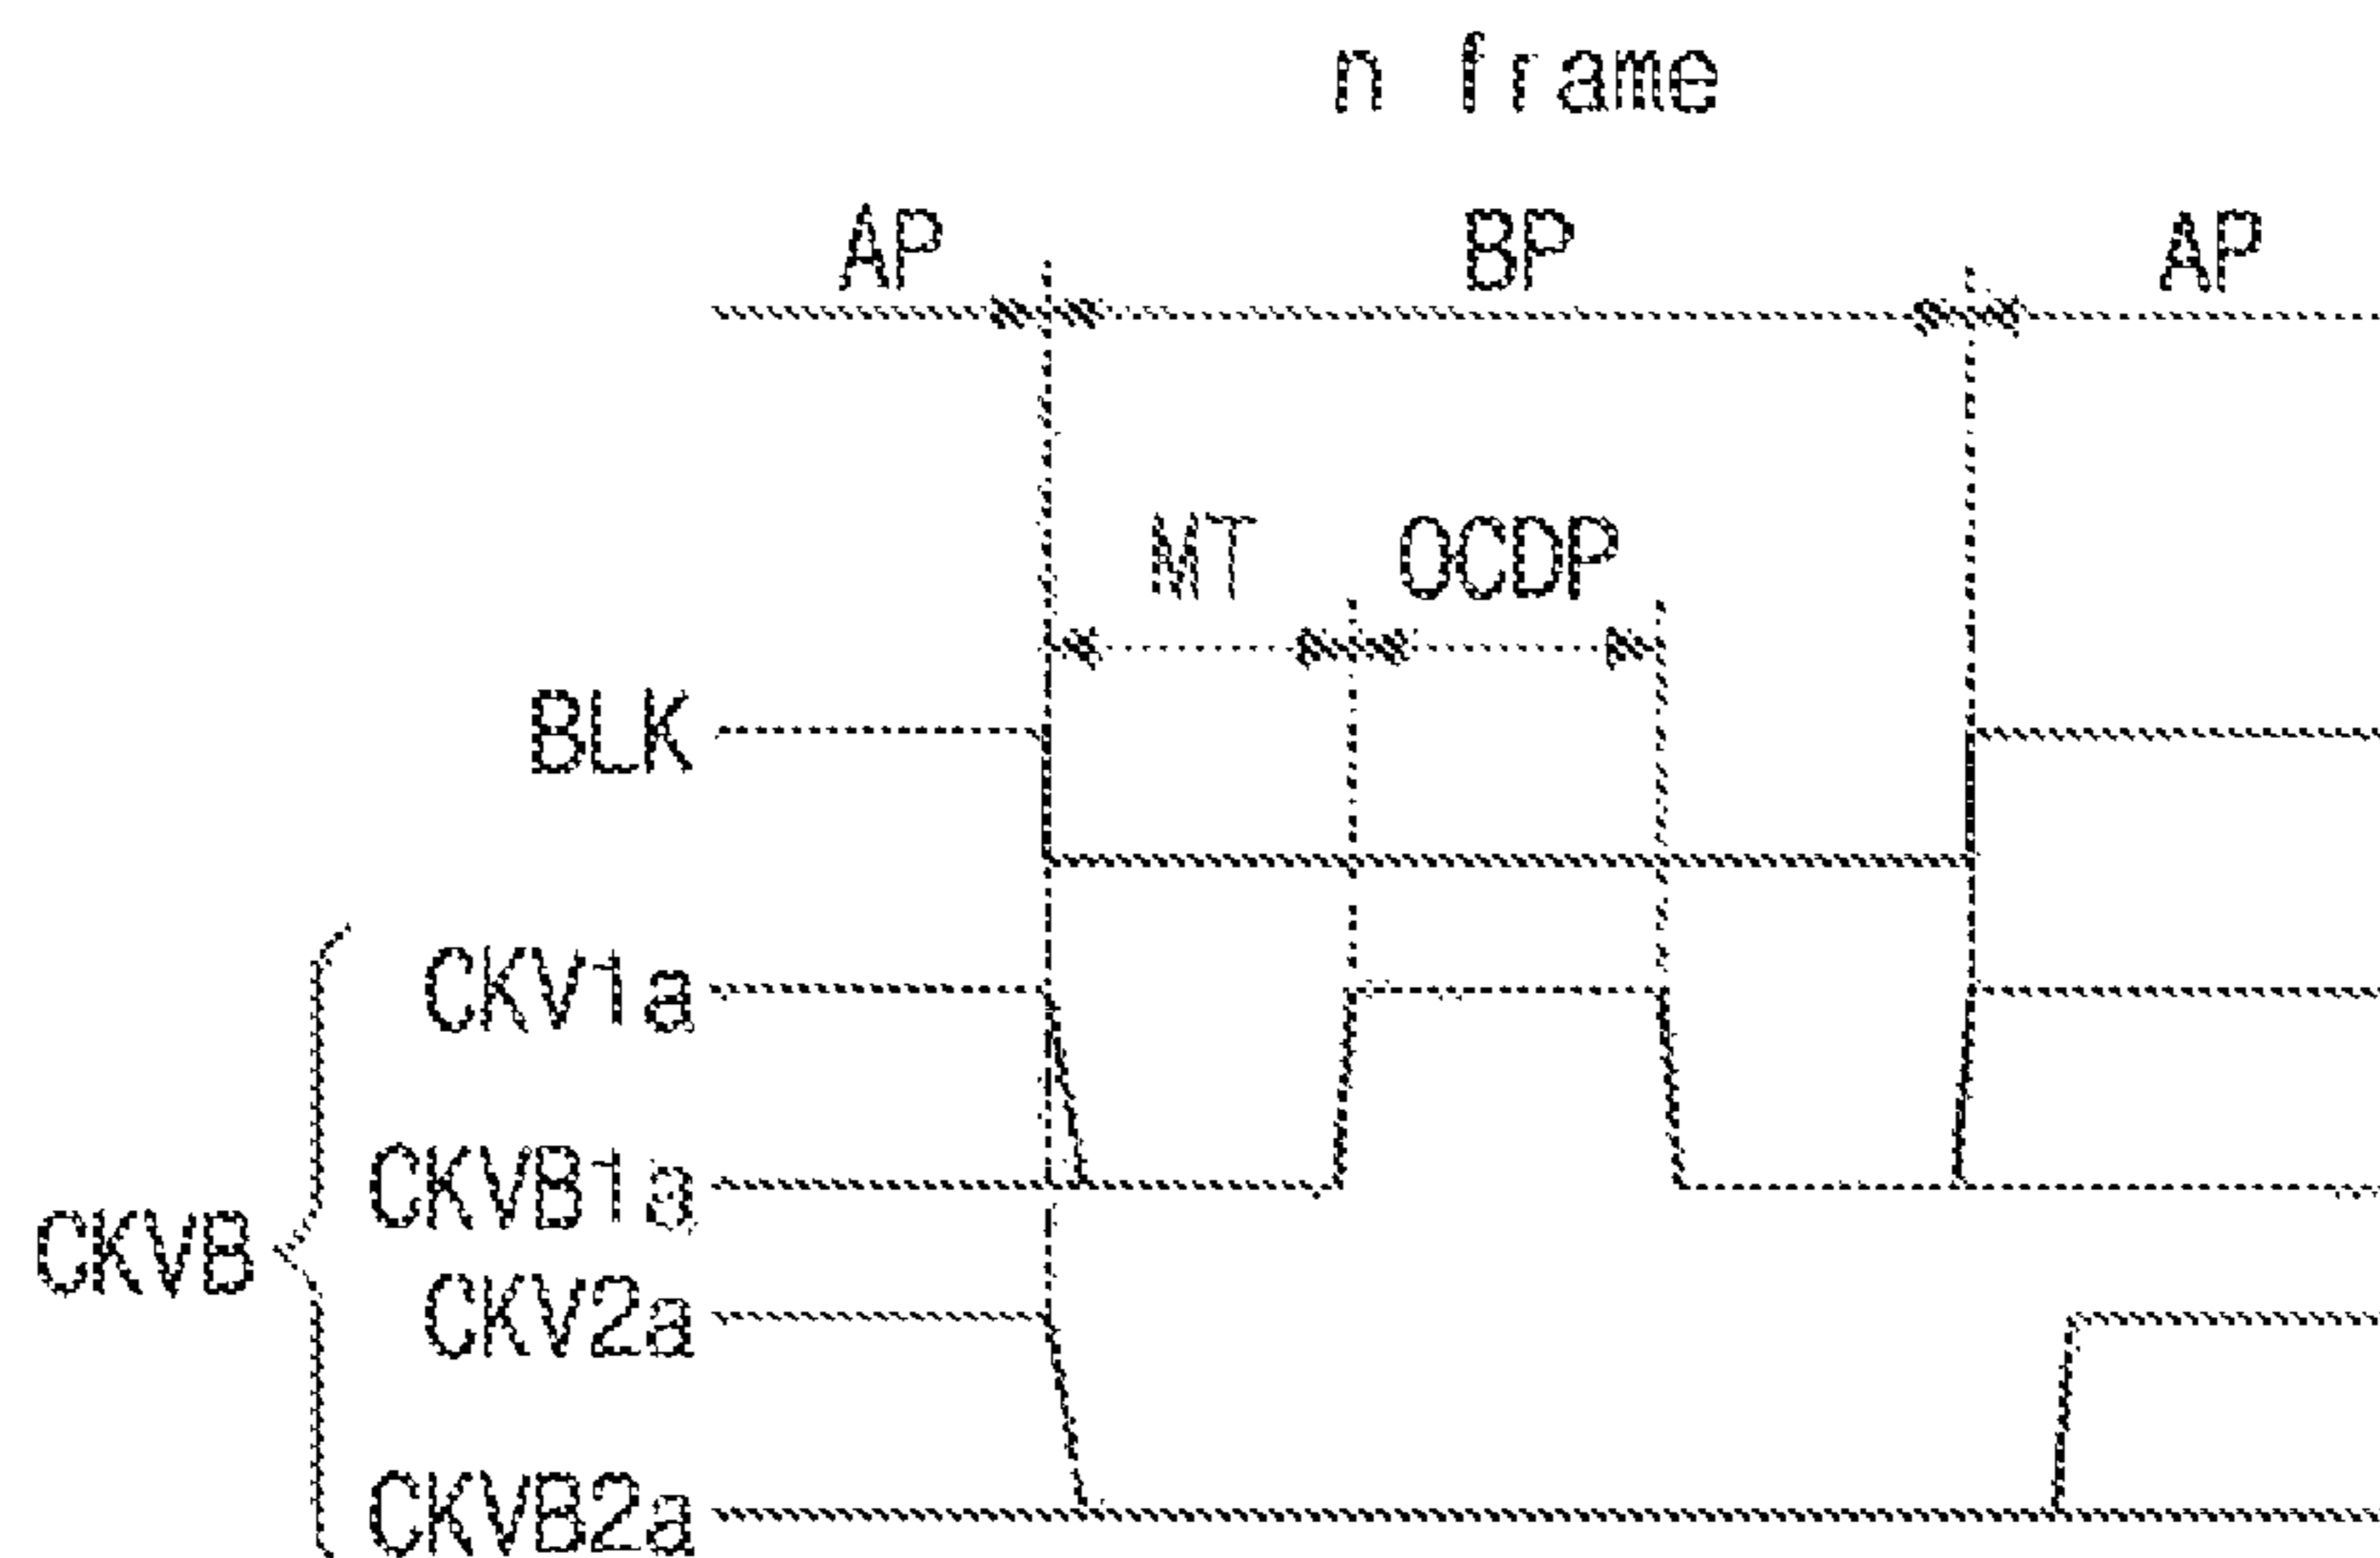 n frame
AP BP AP
MT OCDP
BLK
CKV1a
CKVB1a
CKVB
CKV2a
CKVB2a